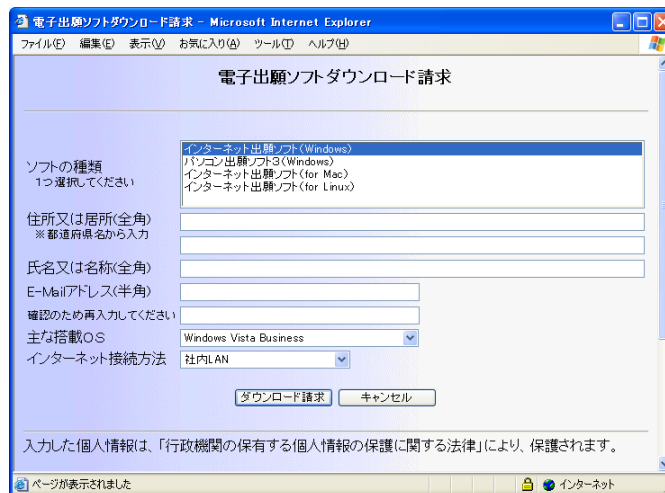 電子出願ソフトダウンロード請求 - Microsoft Internet Explorer
ファイル(F) 編集(E) 表示(V) お気に入り(A) ツール(T) ヘルプ(H)
電子出願ソフトダウンロード請求
ソフトの種類
1つ選択してください
インターネット出願ソフト(Windows)
パソコン出願ソフト3(Windows)
インターネット出願ソフト(for Mac)
インターネット出願ソフト(for Linux)
住所又は居所(全角)
※都道府県名から入力
氏名又は名称(全角)
E-Mailアドレス(半角)
確認のため再入力してください
主な搭載OS Windows Vista Business
インターネット接続方法 社内LAN
ダウンロード請求 キャンセル
入力した個人情報は、「行政機関の保有する個人情報の保護に関する法律」により、保護されます。
ページが表示されました インターネット